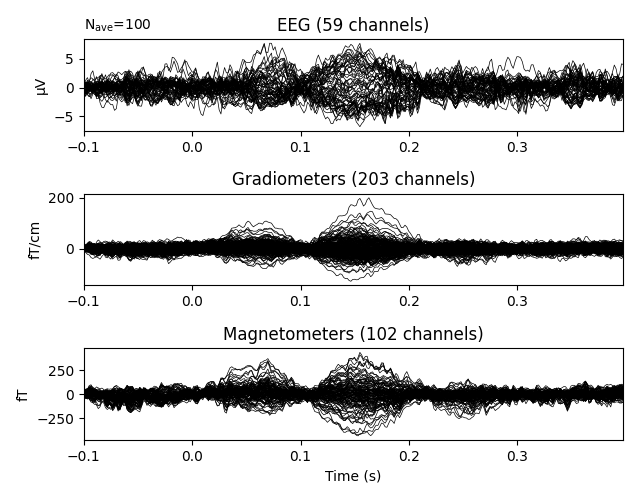 N_ave=100
EEG (59 channels)
µV
5
0
−5
−0.1 0.0 0.1 0.2 0.3
Gradiometers (203 channels)
fT/cm
200
0
−0.1 0.0 0.1 0.2 0.3
Magnetometers (102 channels)
fT
250
0
−250
−0.1 0.0 0.1 0.2 0.3
Time (s)